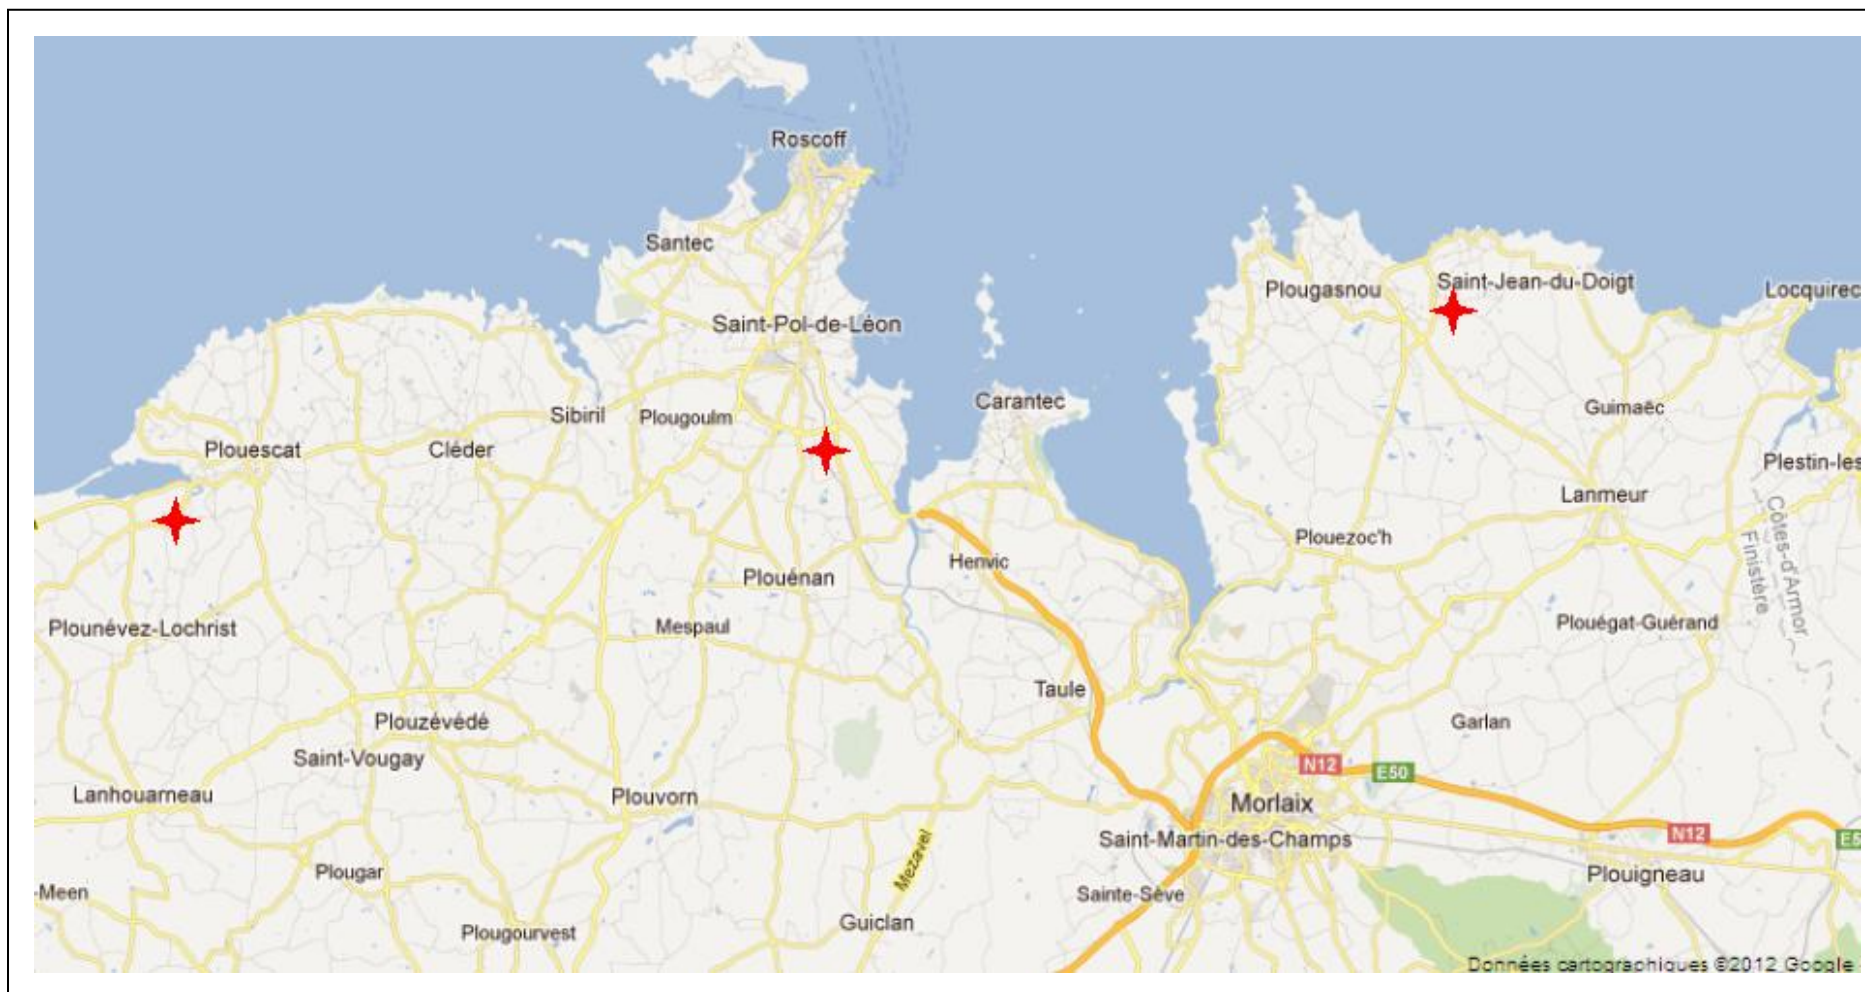 Roscoff
Santec
Saint-Jean-du-Doigt
Plougasnou
Locquirec
Saint-Pol-de-Léon
Carantec
Guimaëc
Sibiril
Plougoulm
Plouescat
Cléder
Plestin-les
Lanmeur
Côtes-d'Armor
Finistère
Plouezoc'h
Henvic
Plouénan
Plounévez-Lochrist
Mespaul
Plouégat-Guérand
Taule
Plouzévédé
Garlan
Saint-Vougay
N12
E50
Lanhouarneau
Plouvorn
Morlaix
Saint-Martin-des-Champs
N12
E5
Mezavel
Plougar
Plouigneau
-Meen
Sainte-Sève
Guiclan
Plougourvest
Données cartographiques ©2012 Google